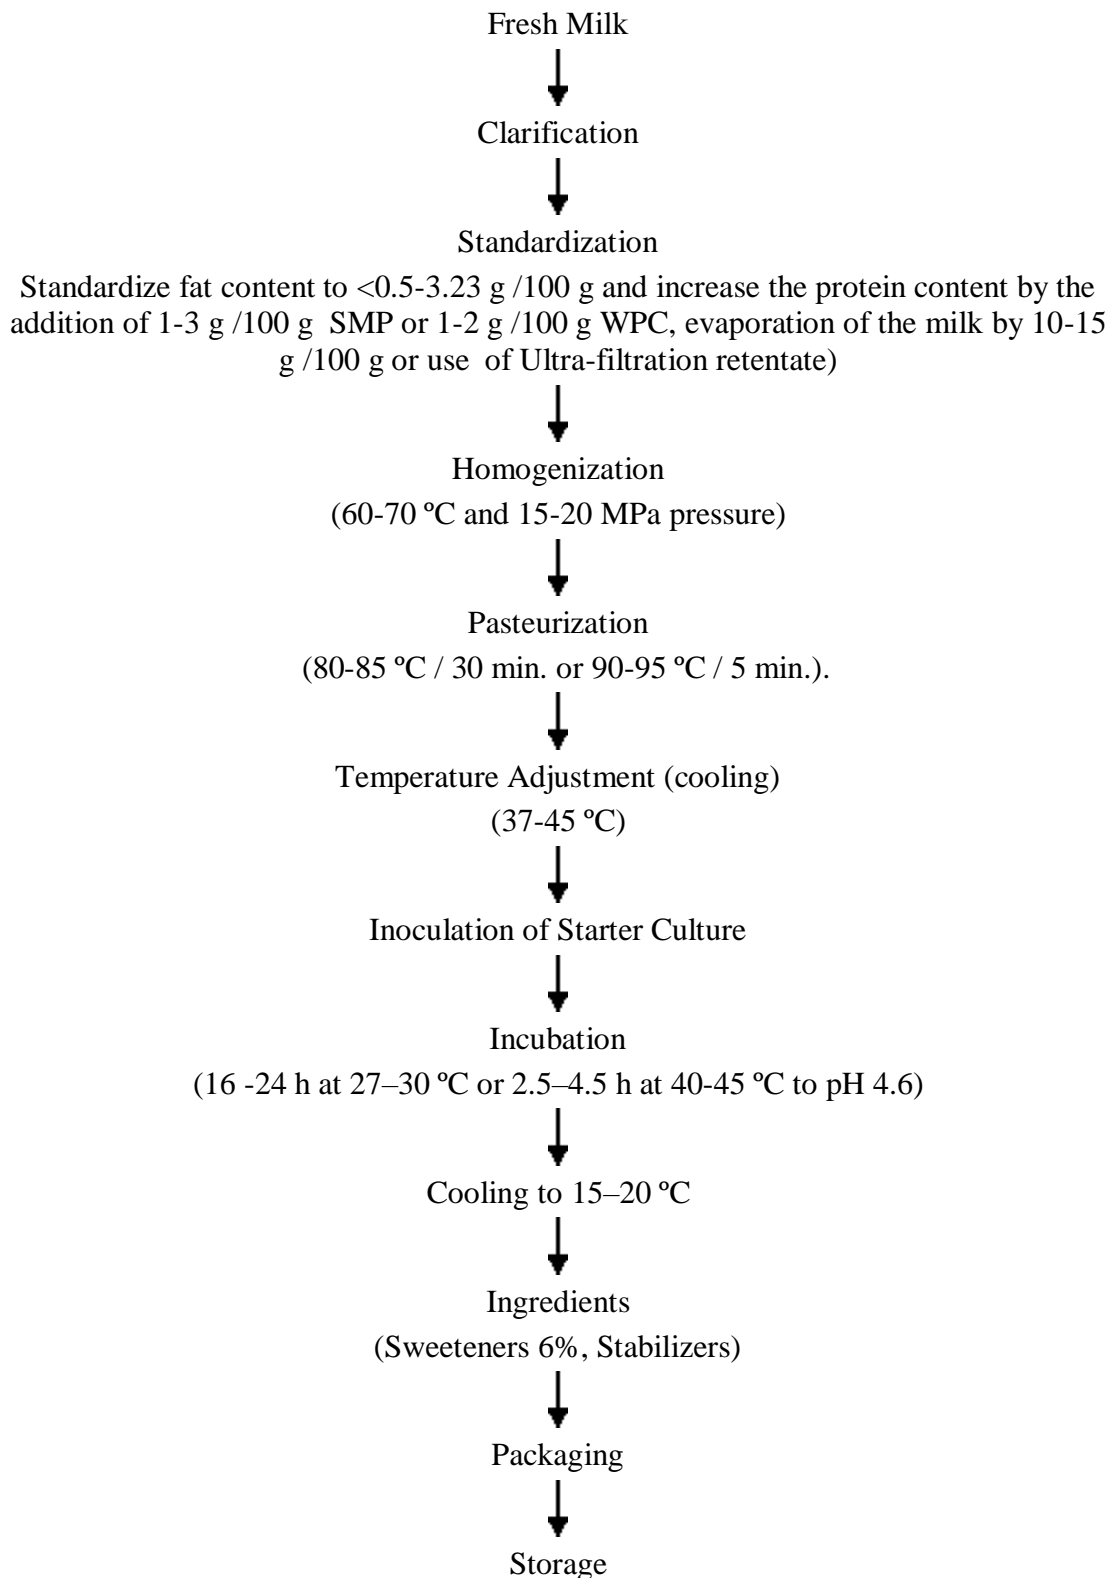 Fresh Milk
Clarification
Standardization
Standardize fat content to <0.5-3.23 g /100 g and increase the protein content by the
addition of 1-3 g /100 g  SMP or 1-2 g /100 g WPC, evaporation of the milk by 10-15
g /100 g or use  of Ultra-filtration retentate)
Homogenization
(60-70 ºC and 15-20 MPa pressure)
Pasteurization
(80-85 ºC / 30 min. or 90-95 ºC / 5 min.).
Temperature Adjustment (cooling)
(37-45 ºC)
Inoculation of Starter Culture
Incubation
(16 -24 h at 27–30 ºC or 2.5–4.5 h at 40-45 ºC to pH 4.6)
Cooling to 15–20 ºC
Ingredients
(Sweeteners 6%, Stabilizers)
Packaging
Storage